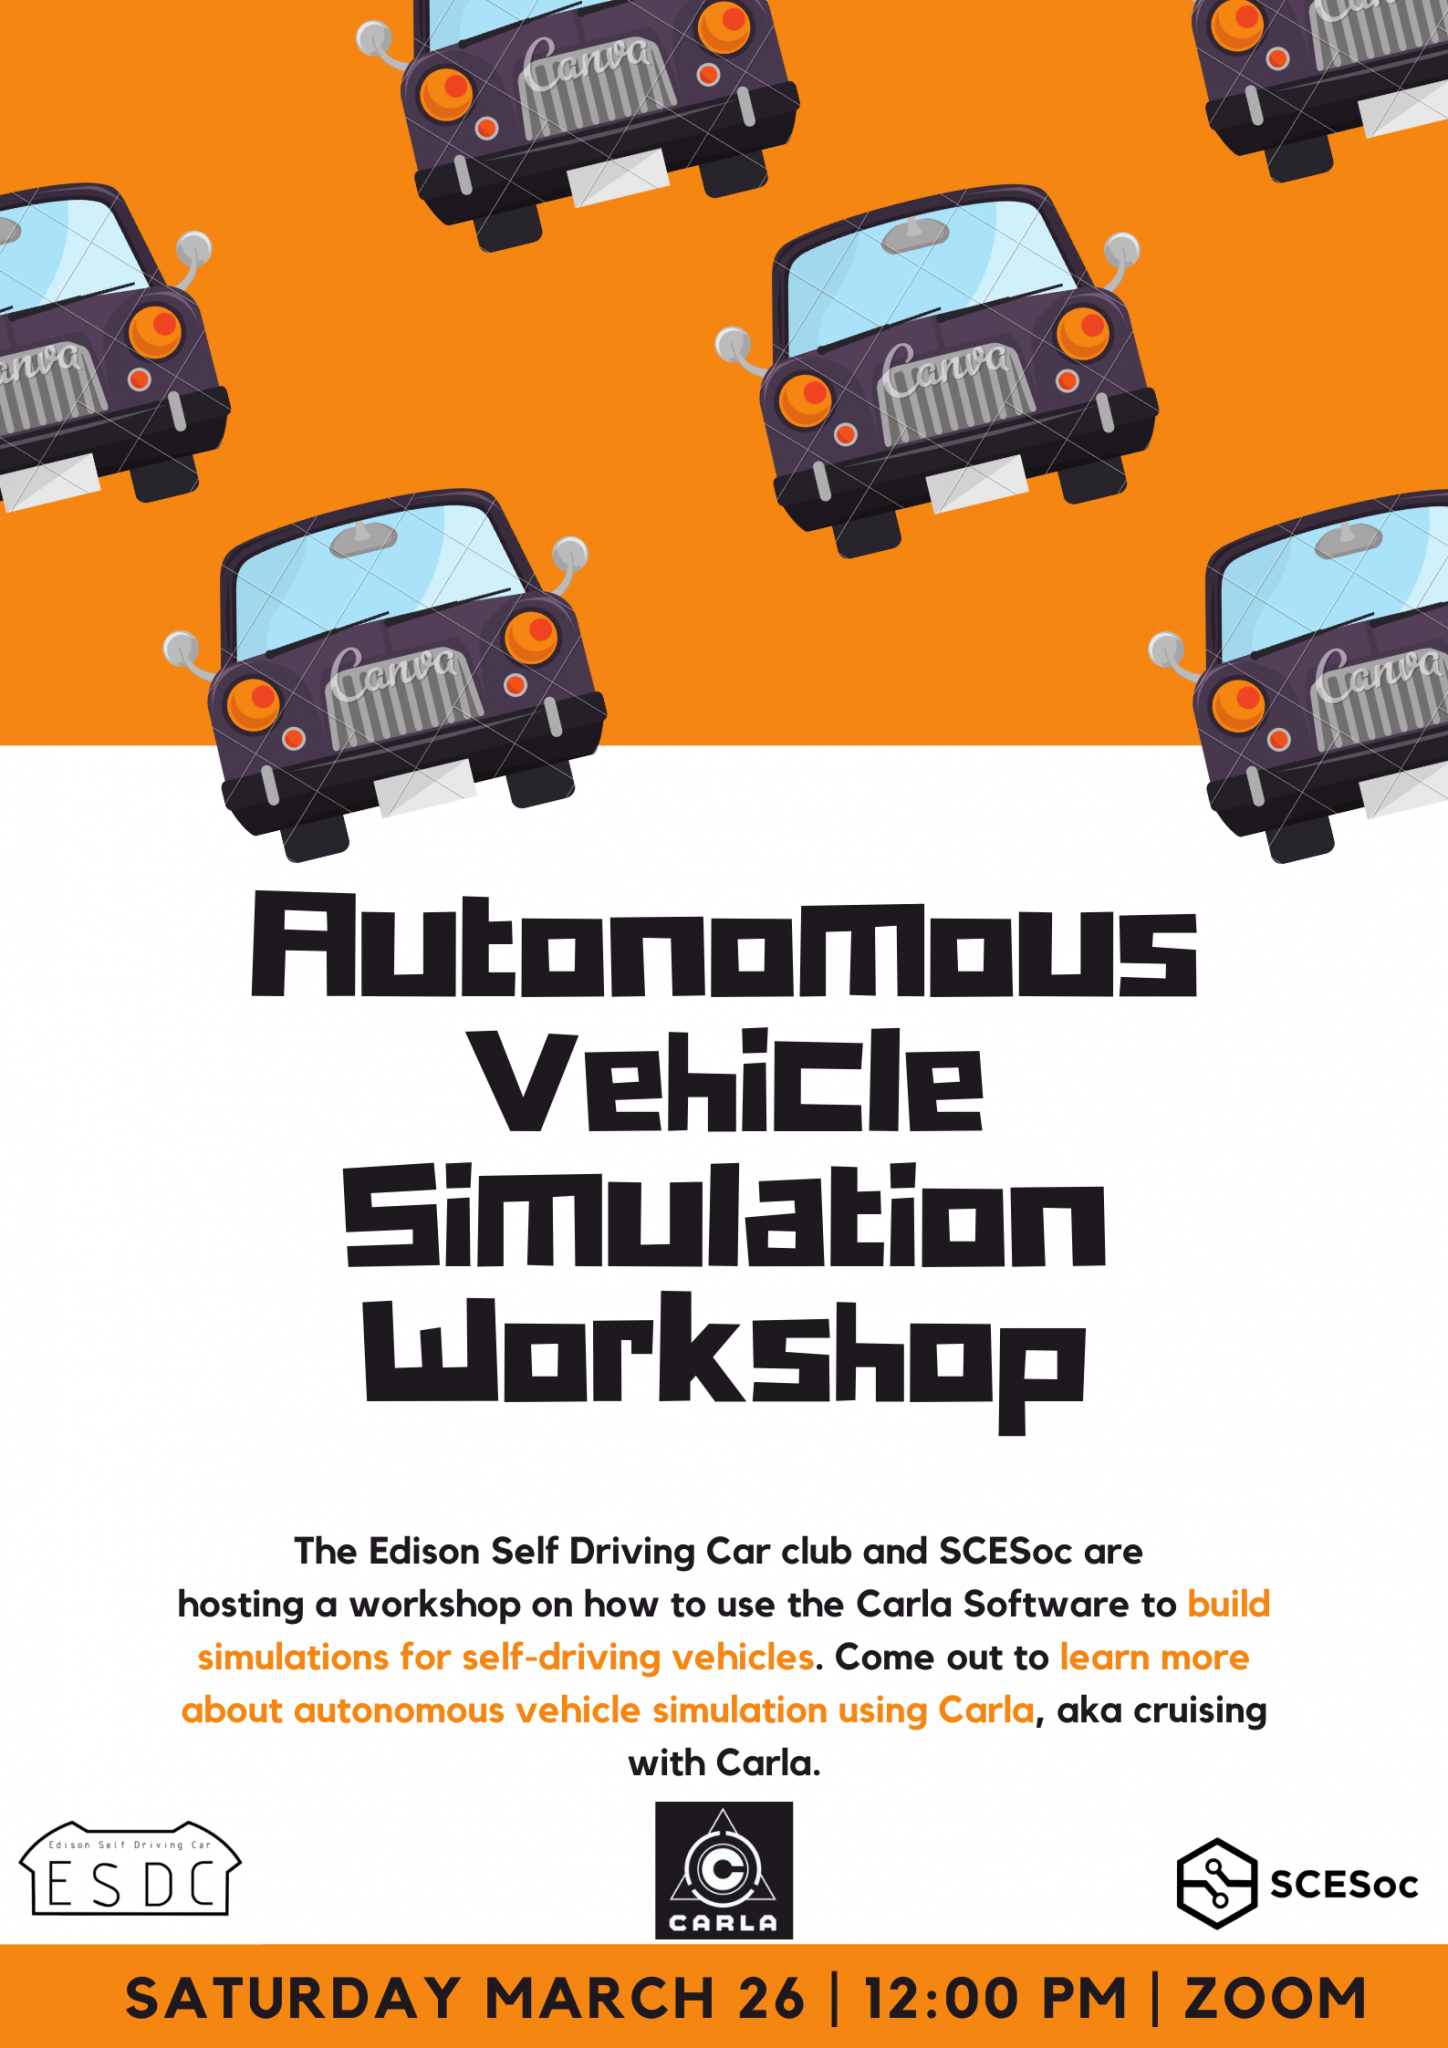 Canva
Canva
Canva
anva
Canva
Canva
Autonomous
Vehicle
Simulation
Workshop
The Edison Self Driving Car club and SCESoc are
hosting a workshop on how to use the Carla Software to build
simulations for self-driving vehicles. Come out to learn more
about autonomous vehicle simulation using Carla, aka cruising
with Carla.
Edison Self Driving Car
ESDC
CARLA
SCESoc
SATURDAY MARCH 26 | 12:00 PM | ZOOM